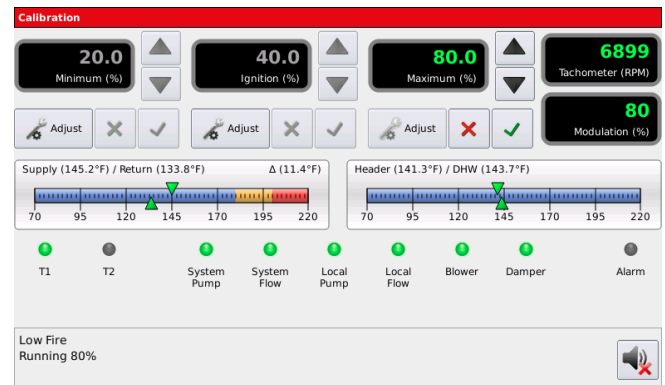 Calibration
20.0
Minimum (%)
40.0
Ignition (%)
80.0
Maximum (%)
6899
Tachometer (RPM)
Adjust
Adjust
Adjust
80
Modulation (%)
Supply (145.2°F) / Return (133.8°F) Δ (11.4°F)
70 95 120 145 170 195 220
Header (141.3°F) / DHW (143.7°F)
70 95 120 145 170 195 220
T1
T2
System Pump
System Flow
Local Pump
Local Flow
Blower
Damper
Alarm
Low Fire
Running 80%